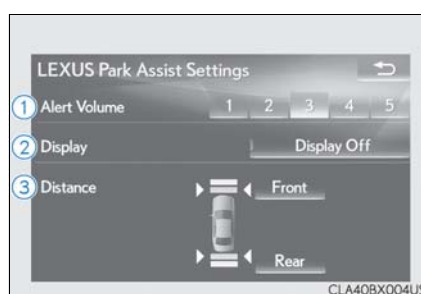 LEXUS Park Assist Settings
1 Alert Volume 1 2 3 4 5
2 Display Display Off
3 Distance Front
Rear
CLA40BX004US